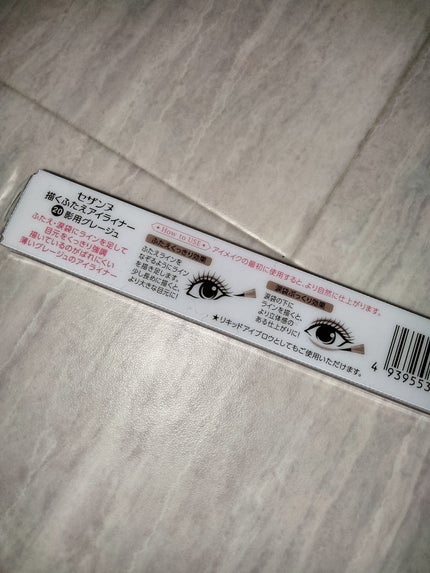 セザンヌ
描くふたえアイライナー
20 影用グレージュ
ふたえ・涙袋にラインを足して
目元をくっきり強調
描いているのがばれにくい
薄いグレージュのアイライナー
How to USE
アイメイクの最初に使用すると、より自然に仕上がります。
ふたえくっきり効果
ふたえラインを
なぞるようにライン
を描き足します。
少し長めに描くと、
より大きな目元に!
涙袋ぷっくり効果
涙袋の下に
ラインを描くと、
より立体感の
ある仕上がりに!
★リキッドアイブロウとしてもご使用いただけます。
4 939553